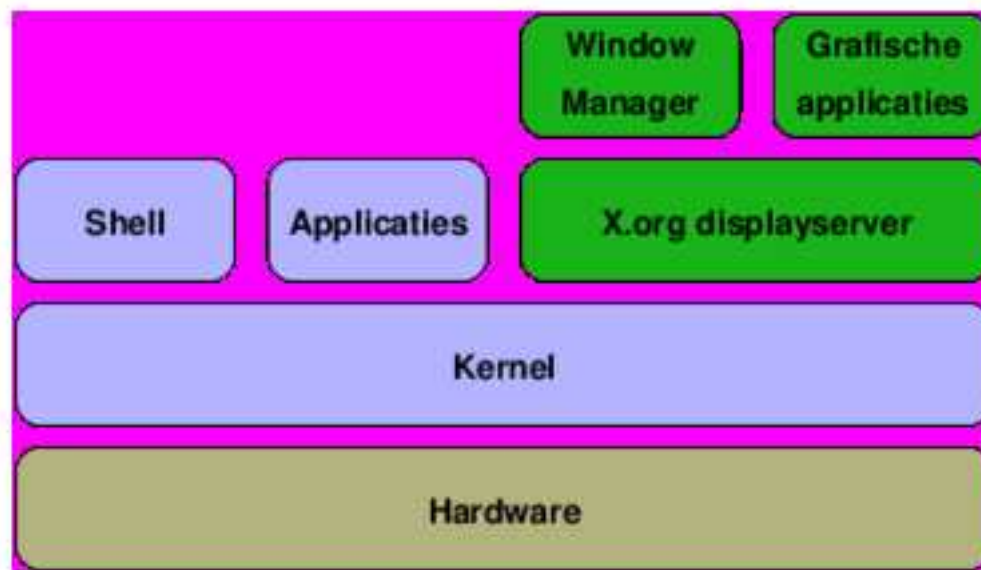 Window
Manager
Grafische
applicaties
Shell
Applicaties
X.org displayserver
Kernel
Hardware